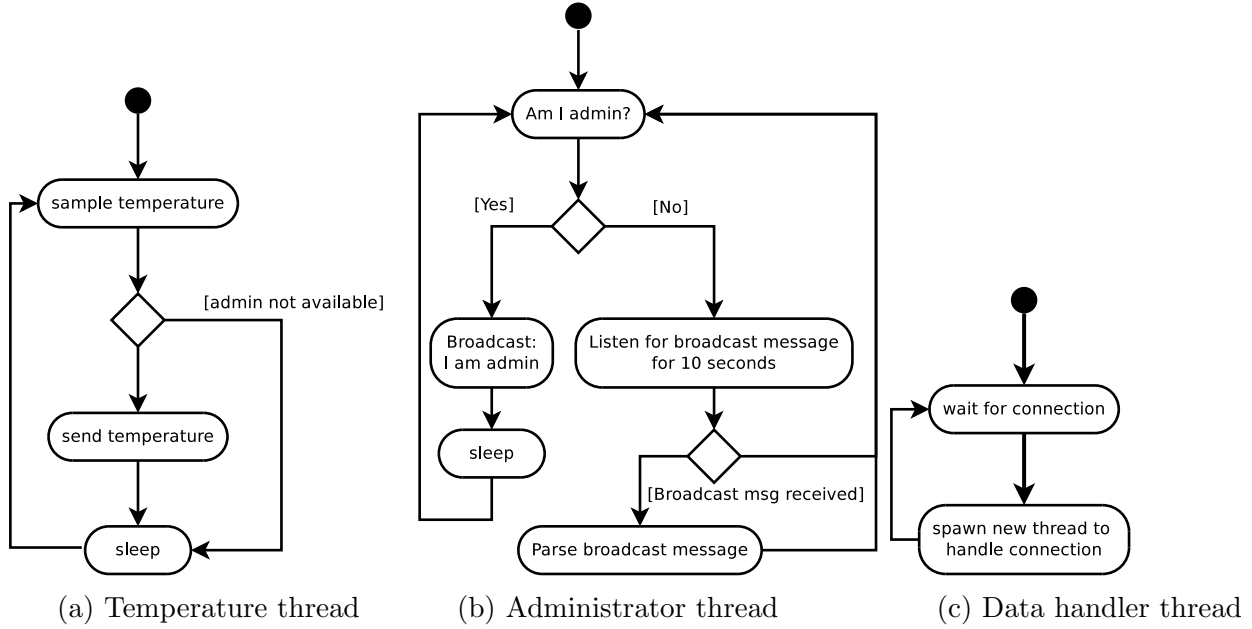 sample temperature
[admin not available]
send temperature
sleep
(a) Temperature thread
Am I admin?
[Yes]
[No]
Broadcast:
I am admin
Listen for broadcast message
for 10 seconds
sleep
[Broadcast msg received]
Parse broadcast message
(b) Administrator thread
wait for connection
spawn new thread to
handle connection
(c) Data handler thread